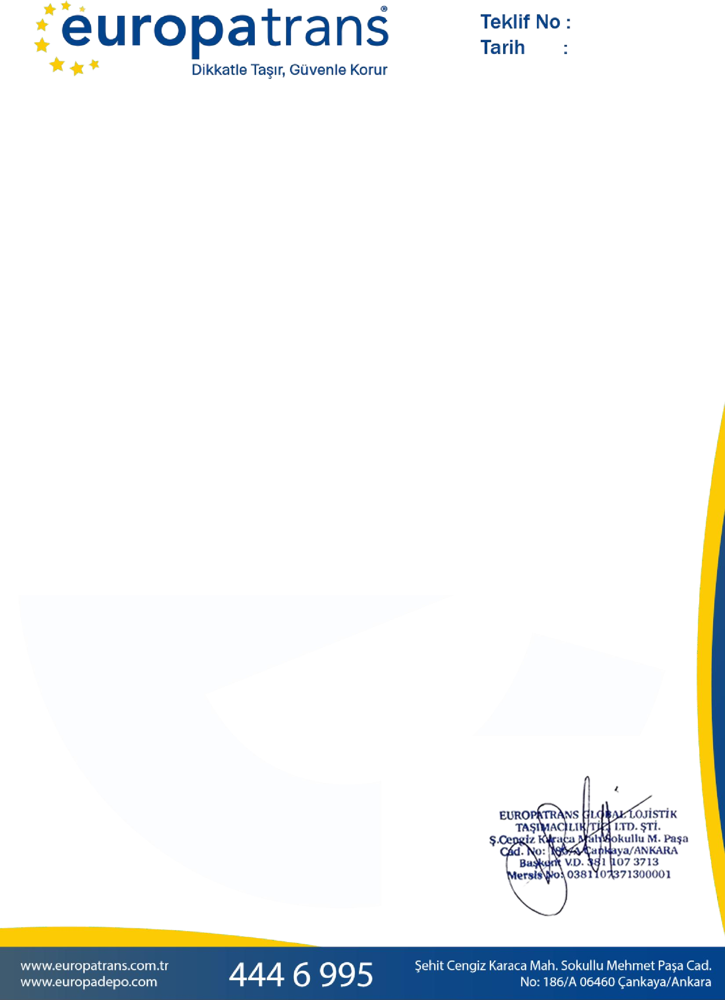 europatrans®
Dikkatle Taşır, Güvenle Korur
Teklif No :
Tarih :
EUROPATRANS GLOBAL LOJİSTİK
TAŞIMACILIK TİC. LTD. ŞTİ.
Ş.Cengiz Karaca Mah. Sokullu M. Paşa
Cad. No: 186/A Çankaya/ANKARA
Başkent V.D. 381 107 3713
Mersis No: 0381107371300001
www.europatrans.com.tr
www.europadepo.com
444 6 995
Şehit Cengiz Karaca Mah. Sokullu Mehmet Paşa Cad.
No: 186/A 06460 Çankaya/Ankara